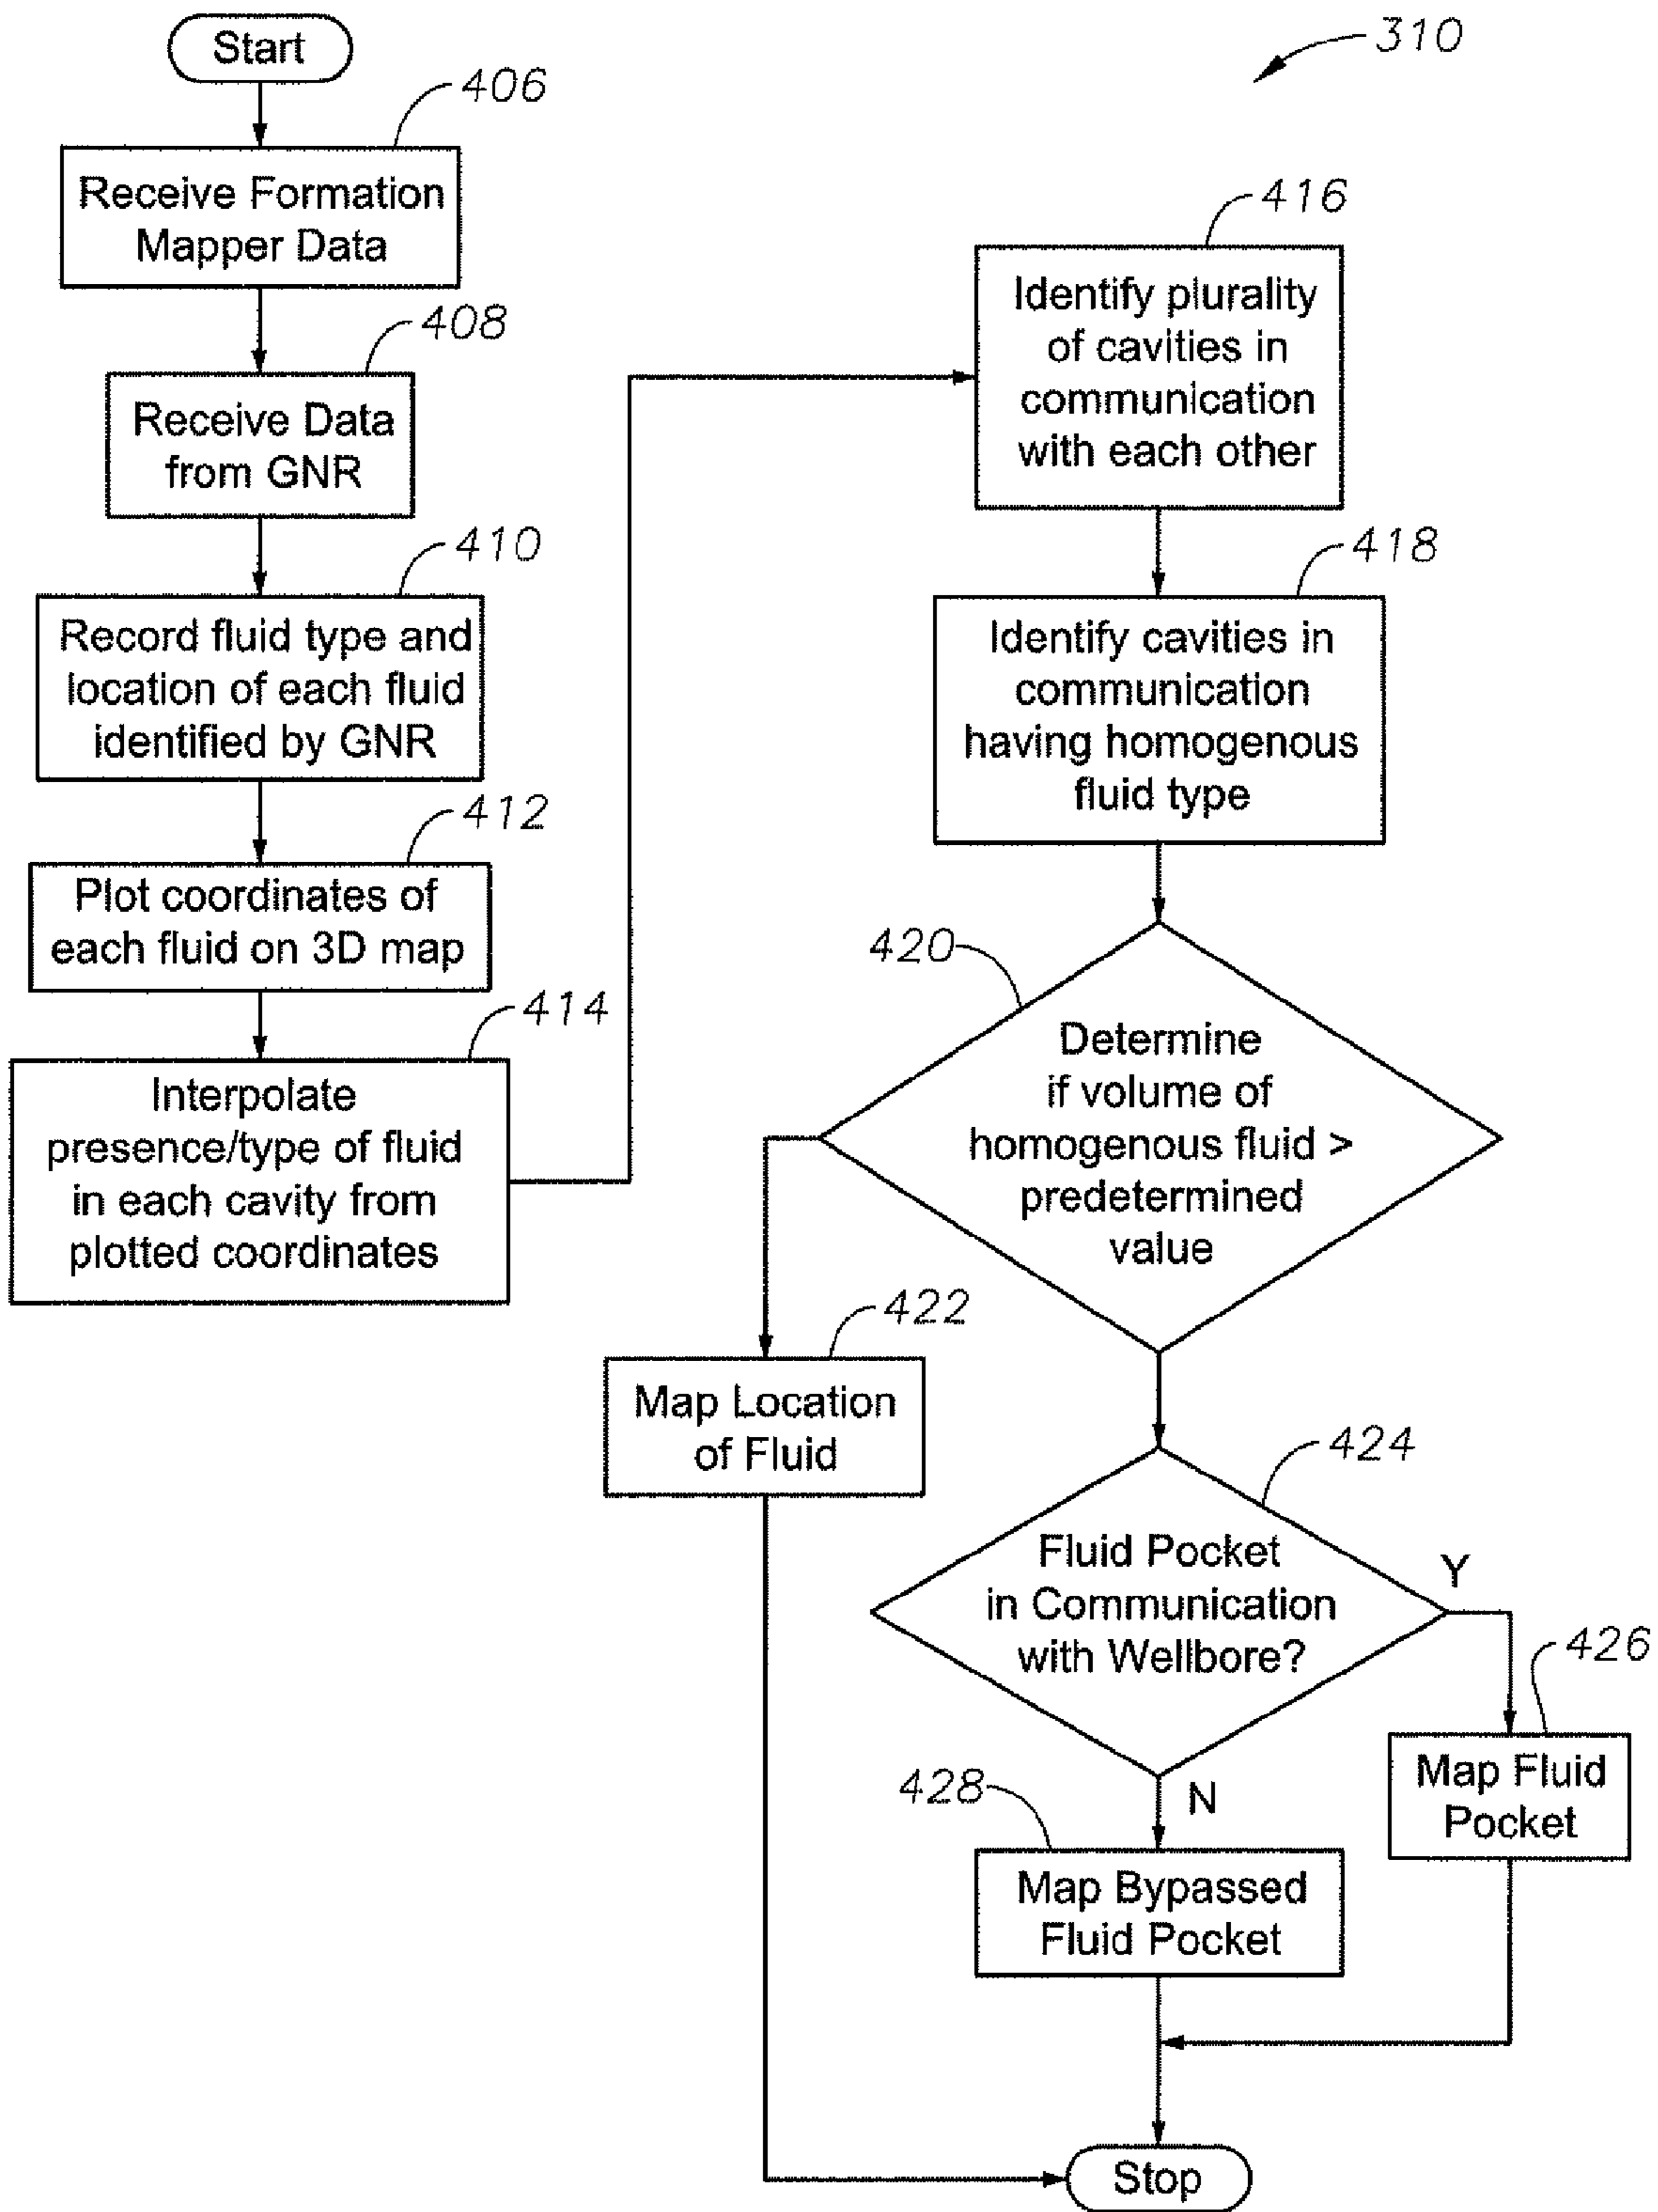 Start
310
406
Receive Formation
Mapper Data
408
Receive Data
from GNR
410
Record fluid type and
location of each fluid
identified by GNR
412
Plot coordinates of
each fluid on 3D map
414
Interpolate
presence/type of fluid
in each cavity from
plotted coordinates
416
Identify plurality
of cavities in
communication
with each other
418
Identify cavities in
communication
having homogenous
fluid type
420
Determine
if volume of
homogenous fluid >
predetermined
value
422
Map Location
of Fluid
424
Fluid Pocket
in Communication
with Wellbore?
Y
426
Map Fluid
Pocket
N
428
Map Bypassed
Fluid Pocket
Stop